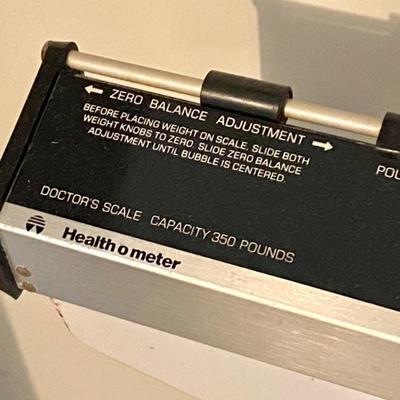 ← ZERO BALANCE ADJUSTMENT →
BEFORE PLACING WEIGHT ON SCALE, SLIDE BOTH
WEIGHT KNOBS TO ZERO. SLIDE ZERO BALANCE
ADJUSTMENT UNTIL BUBBLE IS CENTERED.
POU
DOCTOR'S SCALE CAPACITY 350 POUNDS
Health o meter